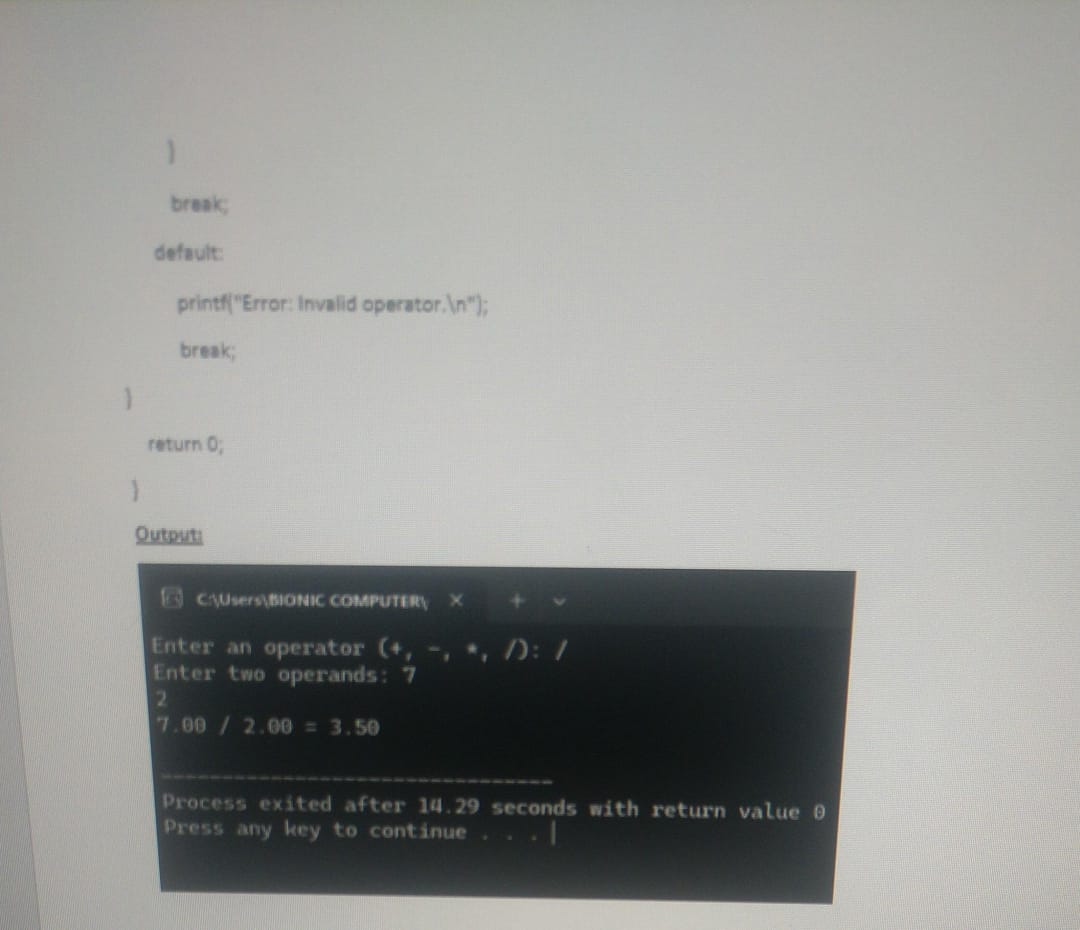 }
break;
default:
printf("Error: Invalid operator.\n");
break;
}
return 0;
}
Output:
C:\Users\BIONIC COMPUTER\ × +
Enter an operator (+, -, *, /): /
Enter two operands: 7
2
7.00 / 2.00 = 3.50
--------------------------------
Process exited after 14.29 seconds with return value 0
Press any key to continue . . .